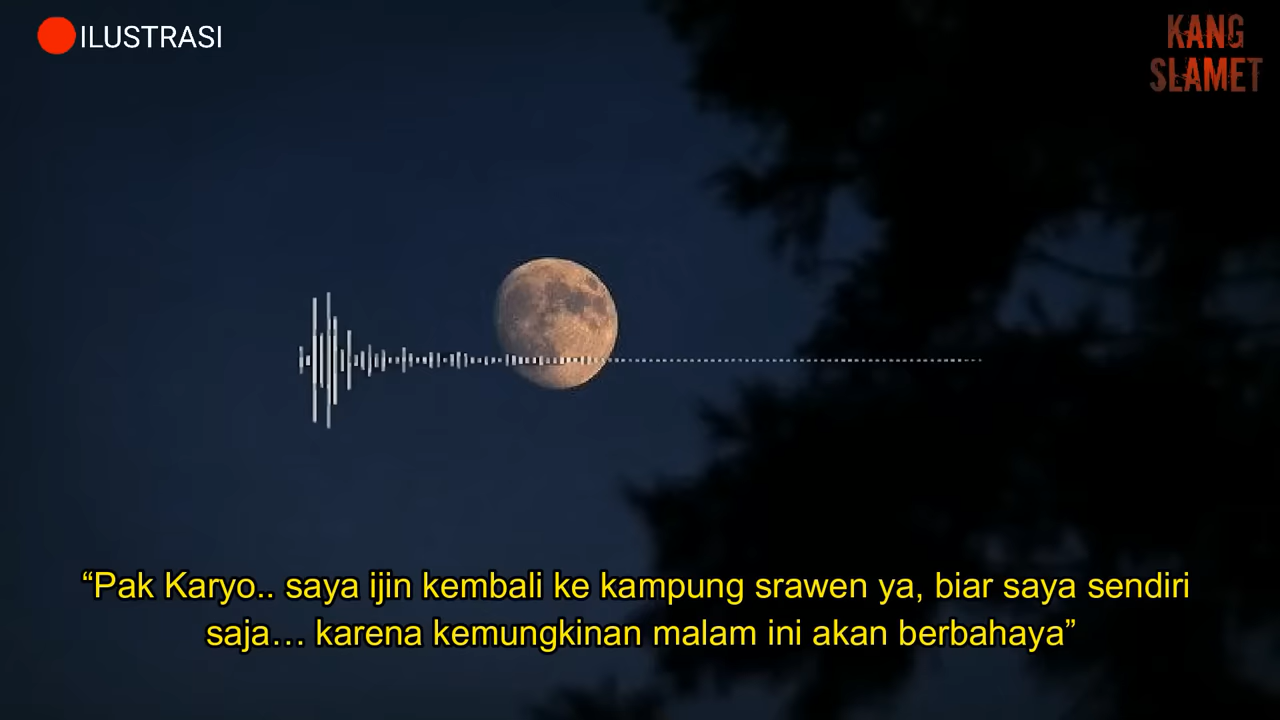 ILUSTRASI
KANG
SLAMET
“Pak Karyo.. saya ijin kembali ke kampung srawen ya, biar saya sendiri
saja… karena kemungkinan malam ini akan berbahaya”